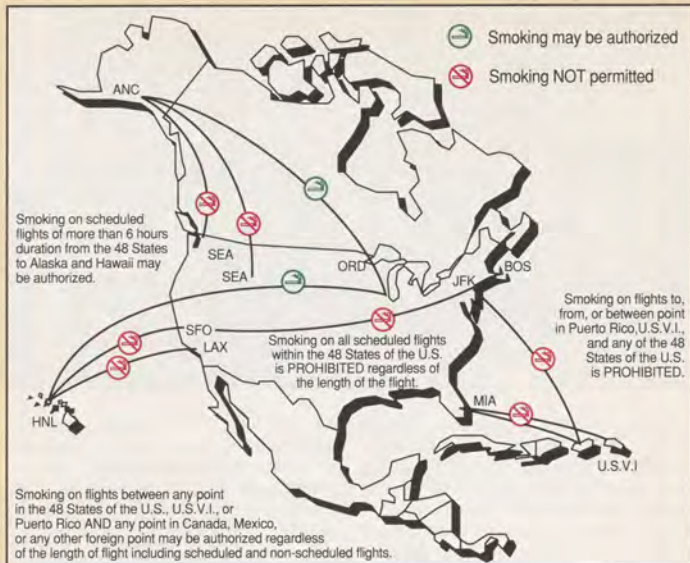 Smoking may be authorized
Smoking NOT permitted
ANC
Smoking on scheduled
flights of more than 6 hours
duration from the 48 States
to Alaska and Hawaii may
be authorized.
SEA
SEA
ORD
JFK
BOS
SFO
LAX
HNL
Smoking on all scheduled flights
within the 48 States of the U.S.
is PROHIBITED regardless of
the length of the flight.
Smoking on flights to,
from, or between point
in Puerto Rico,U.S.V.I.,
and any of the 48
States of the U.S.
is PROHIBITED.
MIA
U.S.V.I
Smoking on flights between any point
in the 48 States of the U.S., U.S.V.I., or
Puerto Rico AND any point in Canada, Mexico,
or any other foreign point may be authorized regardless
of the length of flight including scheduled and non-scheduled flights.